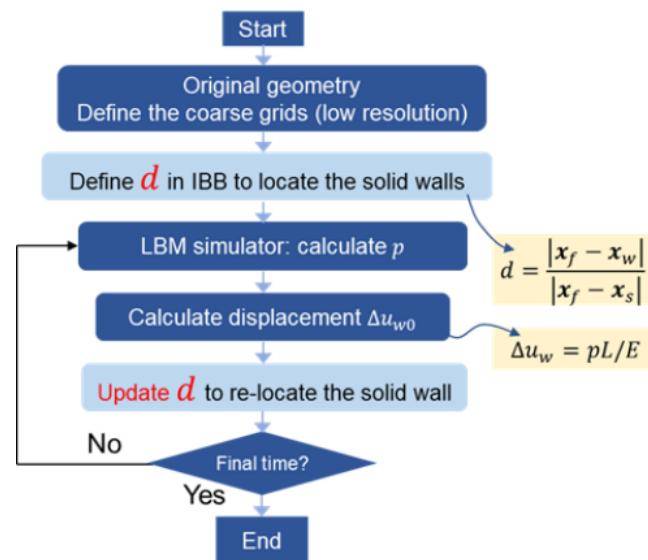 Start
Original geometry
Define the coarse grids (low resolution)
Define d in IBB to locate the solid walls
LBM simulator: calculate p
d = |x_f − x_w| / |x_f − x_s|
Calculate displacement Δu_{w0}
Δu_w = pL/E
Update d to re-locate the solid wall
No
Final time?
Yes
End